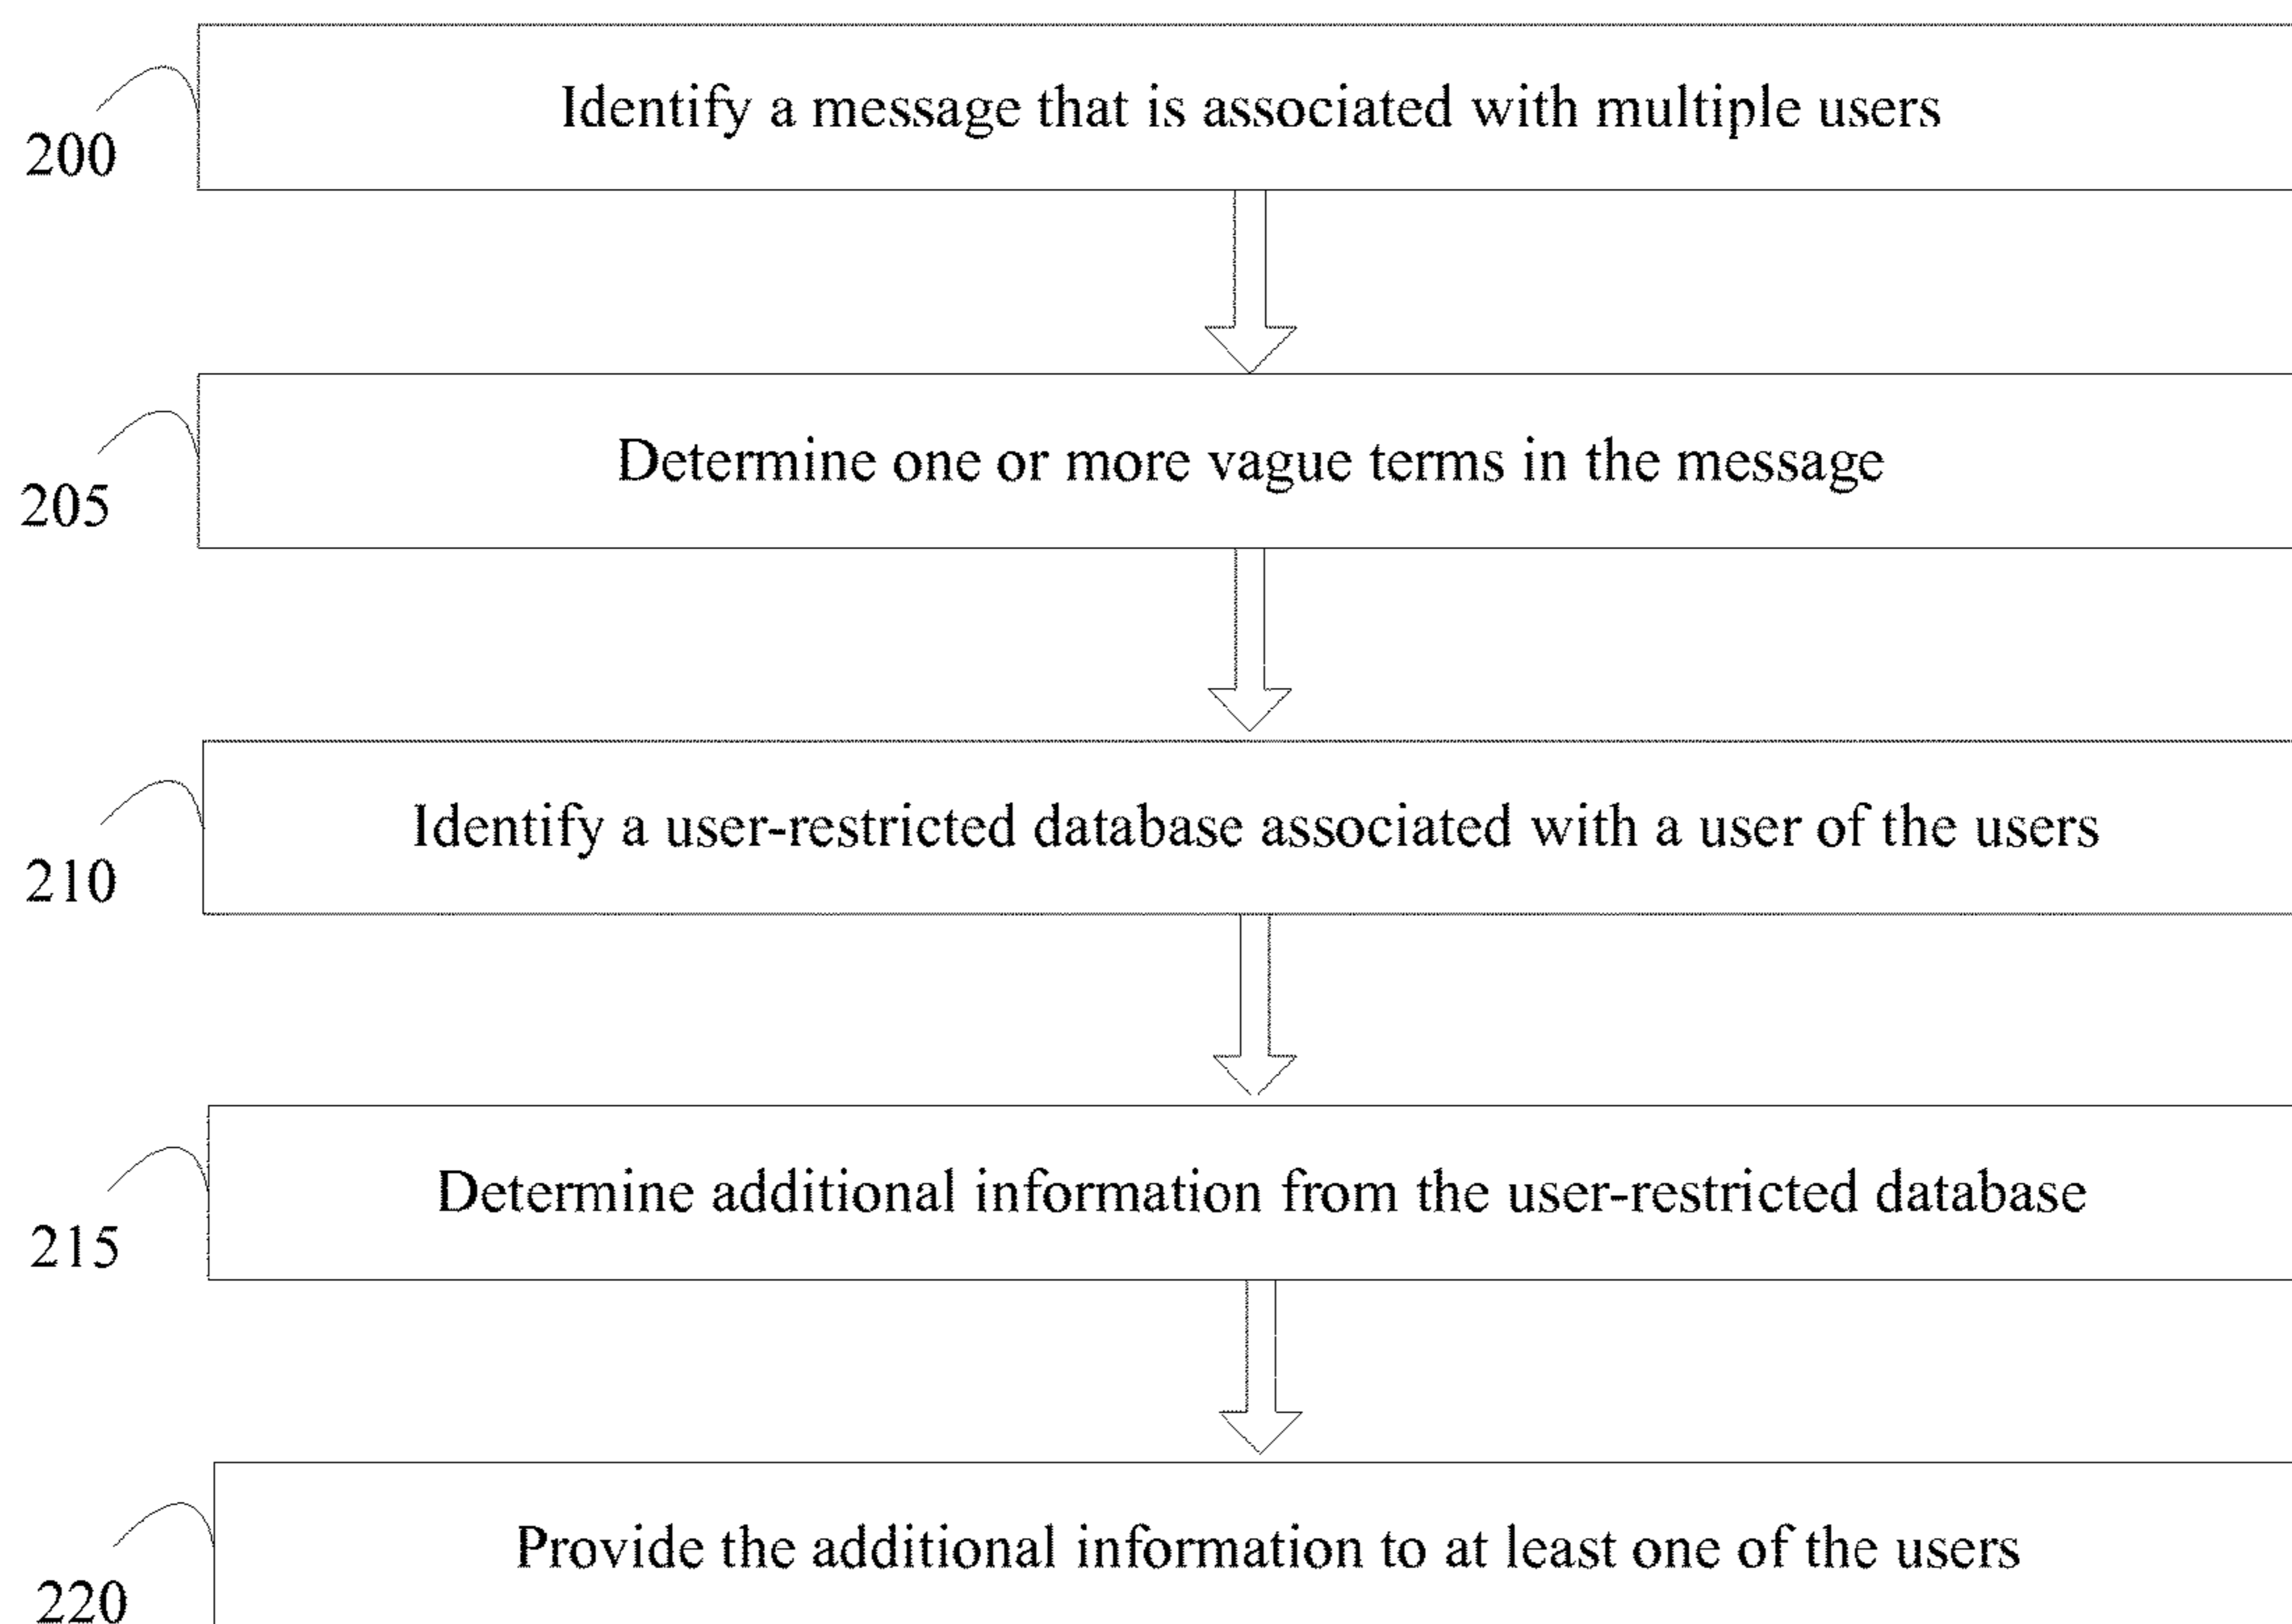 Identify a message that is associated with multiple users
200
Determine one or more vague terms in the message
205
Identify a user-restricted database associated with a user of the users
210
Determine additional information from the user-restricted database
215
Provide the additional information to at least one of the users
220